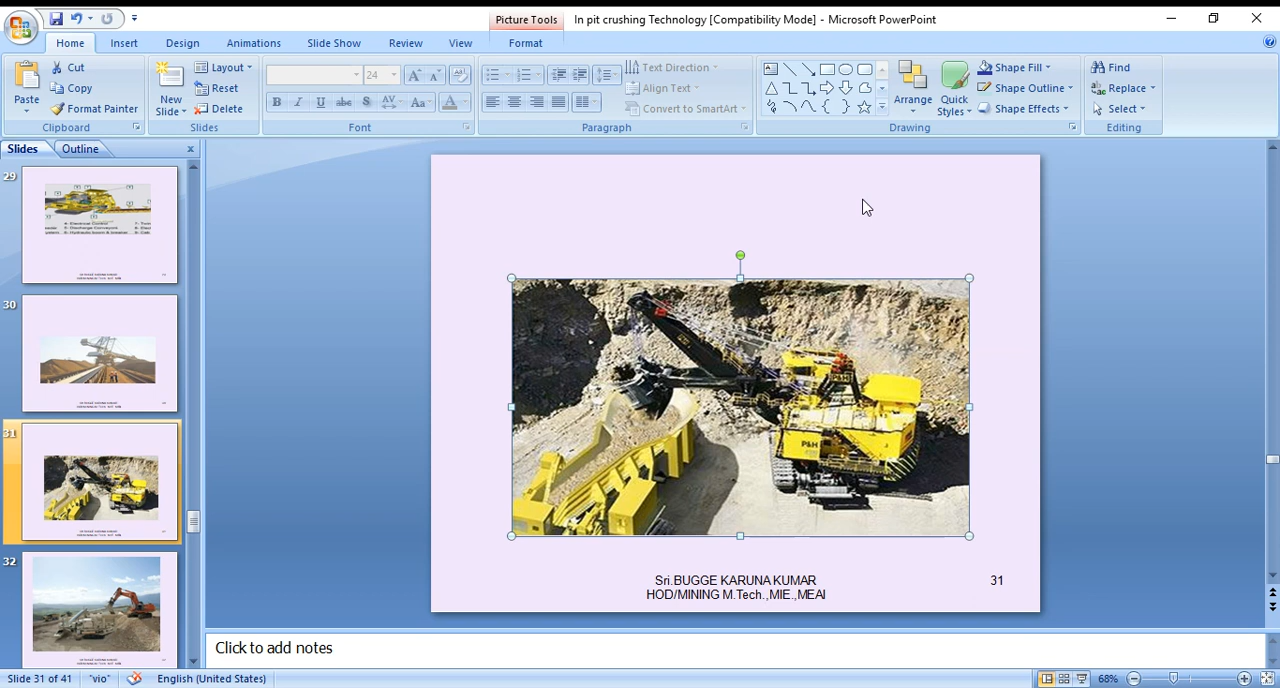 Picture Tools
In pit crushing Technology [Compatibility Mode] - Microsoft PowerPoint
Home
Insert
Design
Animations
Slide Show
Review
View
Format
Paste
Cut
Copy
Format Painter
Clipboard
New
Slide
Layout
Reset
Delete
Slides
24
B I U abc S AV Aa A
Font
Text Direction
Align Text
Convert to SmartArt
Paragraph
Arrange
Quick
Styles
Shape Fill
Shape Outline
Shape Effects
Drawing
Find
Replace
Select
Editing
Slides
Outline
29
30
31
32
P&H
Sri.BUGGE KARUNA KUMAR
HOD/MINING M.Tech.,MIE.,MEAI
31
Click to add notes
Slide 31 of 41
"vio"
English (United States)
68%